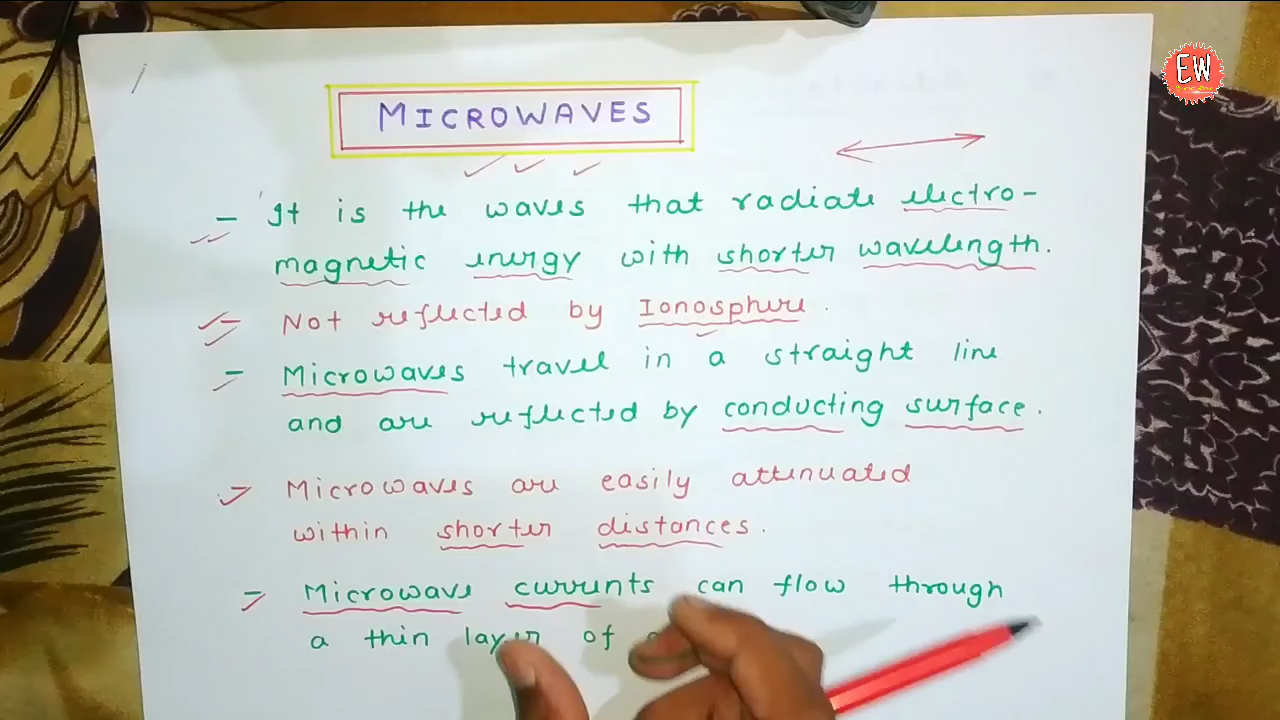 EW
MICROWAVES
- It is the waves that radiate electro-
magnetic energy with shorter wavelength.
- Not reflected by Ionosphere.
- Microwaves travel in a straight line
and are reflected by conducting surface.
- Microwaves are easily attenuated
within shorter distances.
- Microwave currents can flow through
a thin layer of